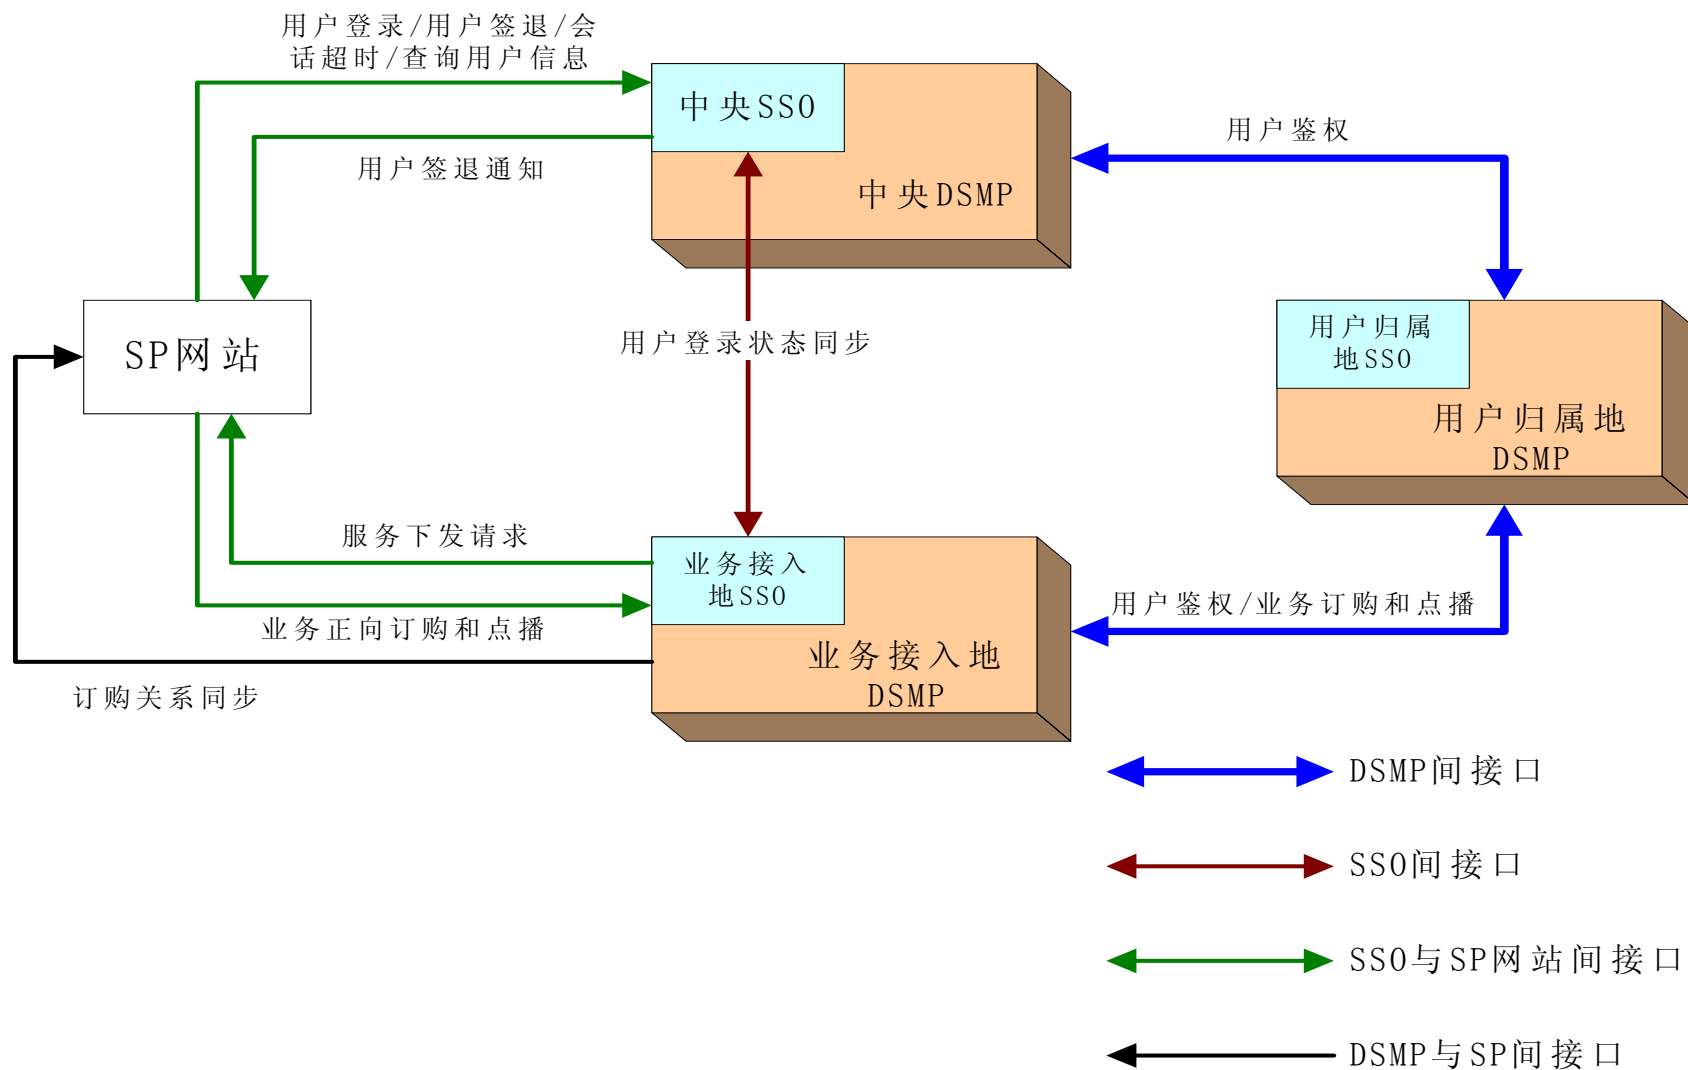 用户登录/用户签退/会
话超时/查询用户信息
中央SSO
用户签退通知
中央DSMP
用户鉴权
SP网站
用户登录状态同步
用户归属
地SSO
用户归属地
DSMP
服务下发请求
业务接入
地SSO
业务正向订购和点播
用户鉴权/业务订购和点播
业务接入地
DSMP
订购关系同步
DSMP间接口
SSO间接口
SSO与SP网站间接口
DSMP与SP间接口